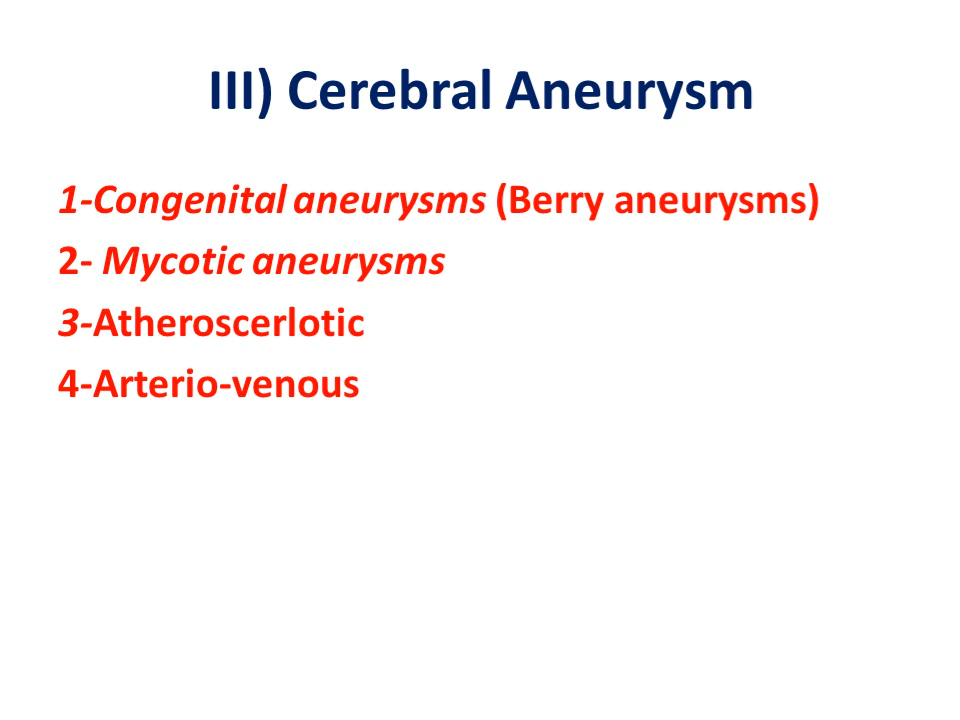 III) Cerebral Aneurysm
1-Congenital aneurysms (Berry aneurysms)
2- Mycotic aneurysms
3-Atheroscerlotic
4-Arterio-venous